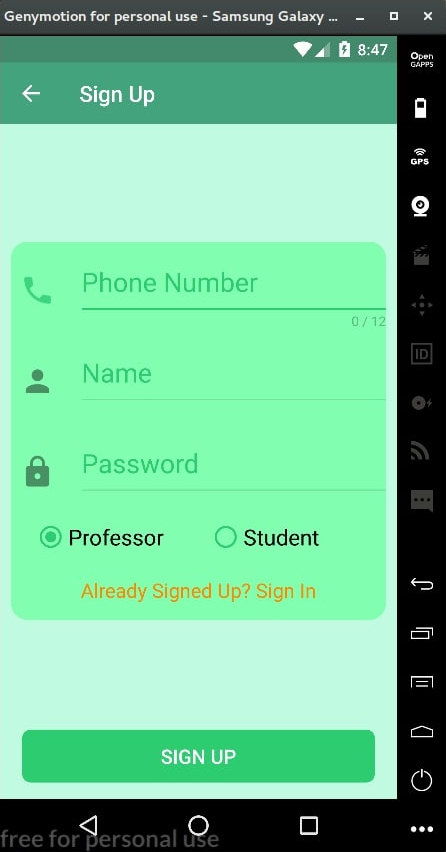 Genymotion for personal use - Samsung Galaxy ...
8:47
Open
GAPPS
Sign Up
GPS
Phone Number
0 / 12
ID
Name
Password
Professor
Student
Already Signed Up? Sign In
SIGN UP
free for personal use